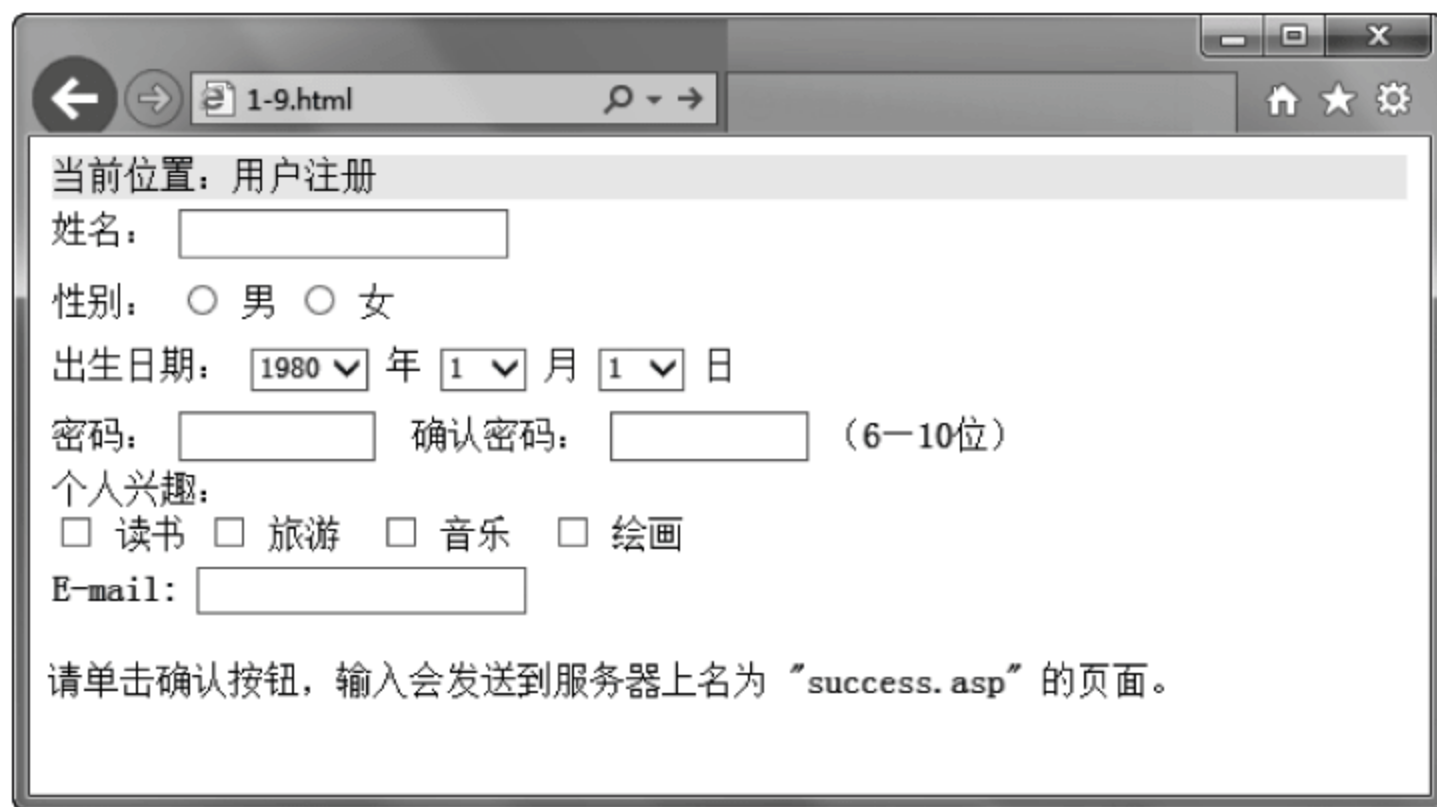 1-9.html
当前位置：用户注册
姓名：
性别： 男 女
出生日期： 1980 年 1 月 1 日
密码： 确认密码： （6—10位）
个人兴趣：
读书 旅游 音乐 绘画
E-mail:
请单击确认按钮，输入会发送到服务器上名为 "success.asp" 的页面。